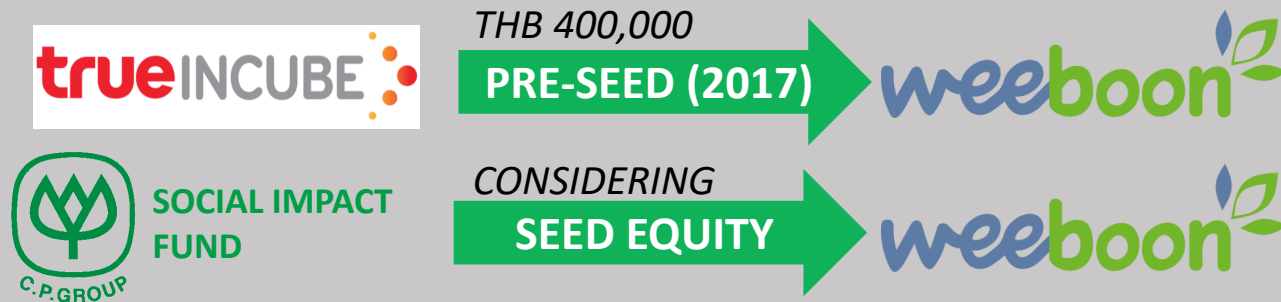 THB 400,000
trueINCUBE
PRE-SEED (2017)
weeboon
CONSIDERING
SOCIAL IMPACT
FUND
SEED EQUITY
weeboon
C.P.GROUP